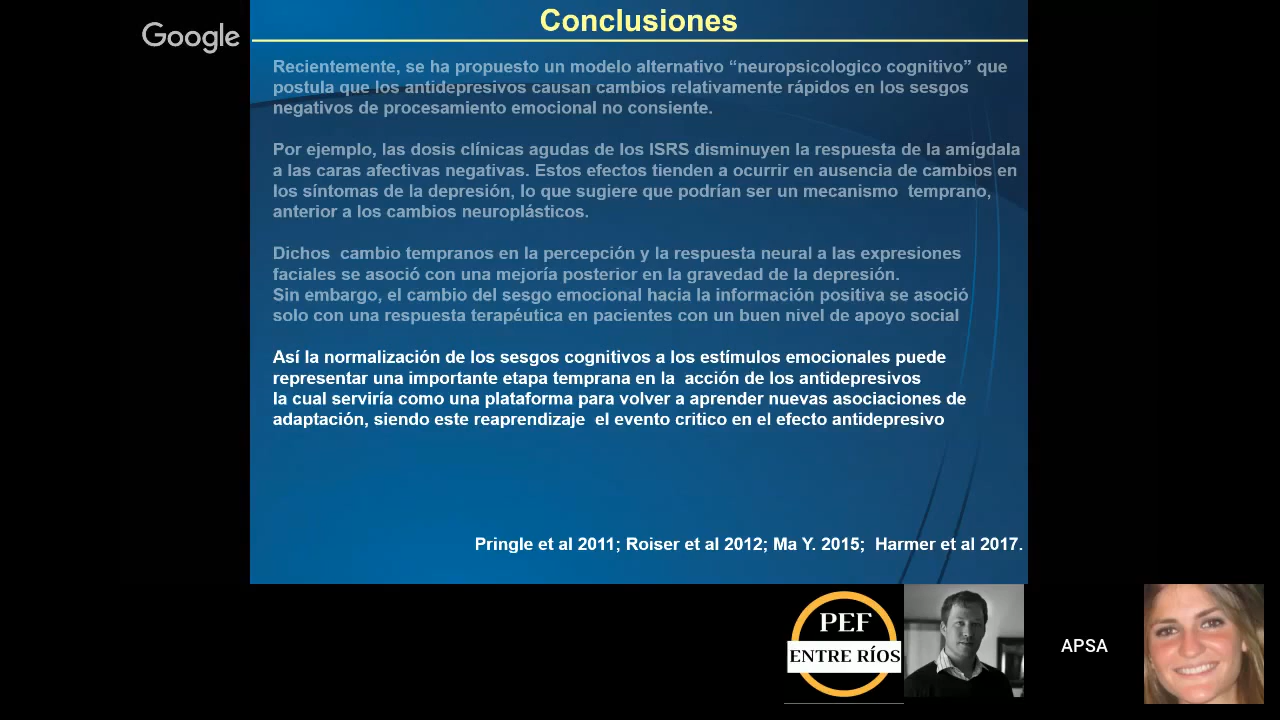 Conclusiones
Google
Recientemente, se ha propuesto un modelo alternativo “neuropsicologico cognitivo” que
postula que los antidepresivos causan cambios relativamente rápidos en los sesgos
negativos de procesamiento emocional no consiente.
Por ejemplo, las dosis clínicas agudas de los ISRS disminuyen la respuesta de la amígdala
a las caras afectivas negativas. Estos efectos tienden a ocurrir en ausencia de cambios en
los síntomas de la depresión, lo que sugiere que podrían ser un mecanismo temprano,
anterior a los cambios neuroplásticos.
Dichos cambio tempranos en la percepción y la respuesta neural a las expresiones
faciales se asoció con una mejoría posterior en la gravedad de la depresión.
Sin embargo, el cambio del sesgo emocional hacia la información positiva se asoció
solo con una respuesta terapéutica en pacientes con un buen nivel de apoyo social
Así la normalización de los sesgos cognitivos a los estímulos emocionales puede
representar una importante etapa temprana en la acción de los antidepresivos
la cual serviría como una plataforma para volver a aprender nuevas asociaciones de
adaptación, siendo este reaprendizaje el evento critico en el efecto antidepresivo
Pringle et al 2011; Roiser et al 2012; Ma Y. 2015; Harmer et al 2017.
PEF
ENTRE RÍOS
APSA